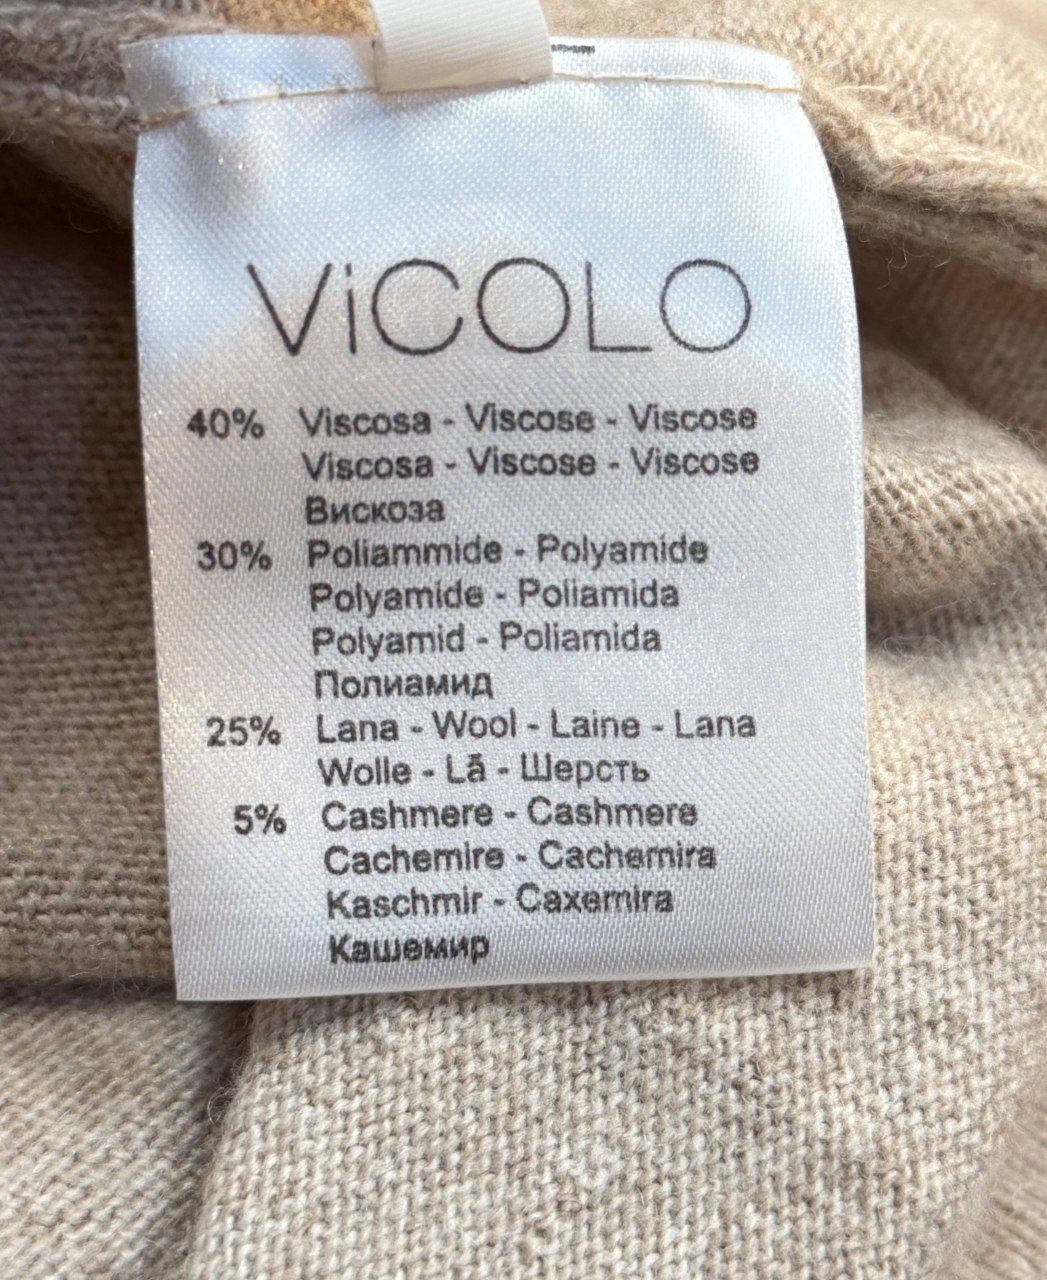 ViCOLO
40% Viscosa - Viscose - Viscose
Viscosa - Viscose - Viscose
Вискоза
30% Poliammide - Polyamide
Polyamide - Poliamida
Polyamid - Poliamida
Полиамид
25% Lana - Wool - Laine - Lana
Wolle - Lã - Шерсть
5% Cashmere - Cashmere
Cachemire - Cachemira
Kaschmir - Caxemira
Кашемир